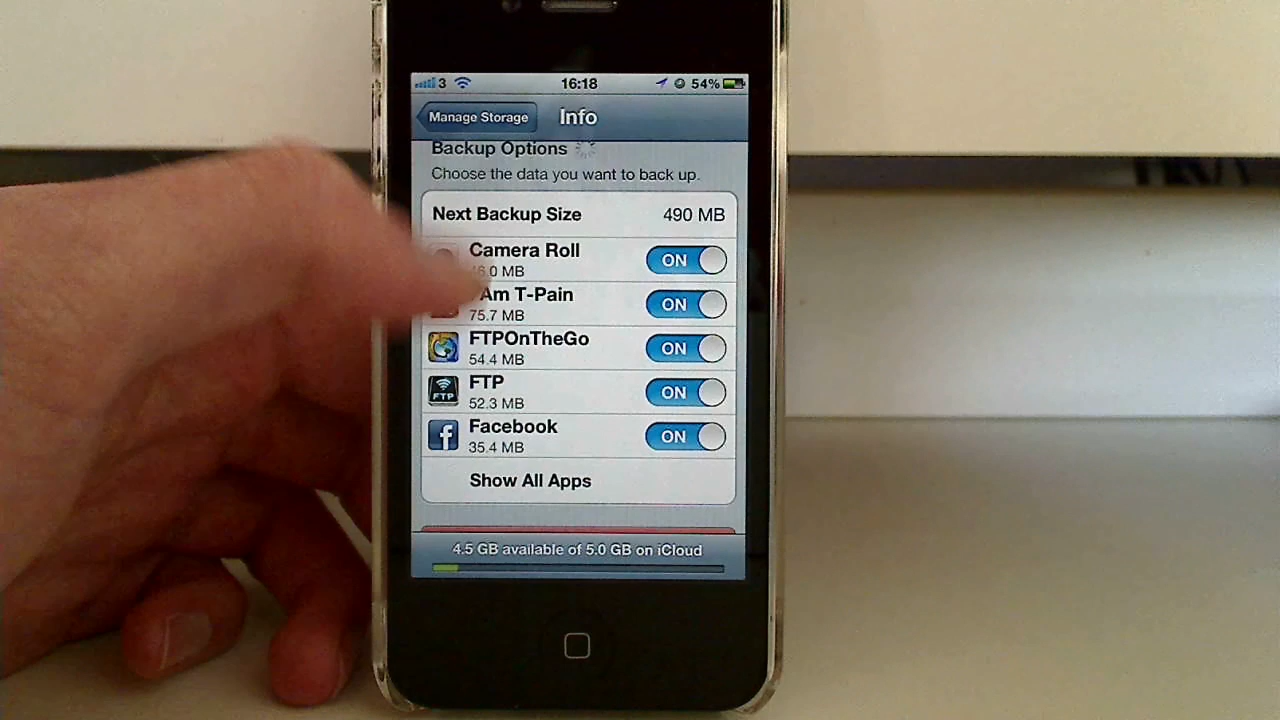 3 16:18 54%
Manage Storage Info
Backup Options
Choose the data you want to back up.
Next Backup Size 490 MB
Camera Roll ON
MB
Am T-Pain ON
75.7 MB
FTPOnTheGo ON
54.4 MB
FTP FTP ON
52.3 MB
f Facebook ON
35.4 MB
Show All Apps
4.5 GB available of 5.0 GB on iCloud